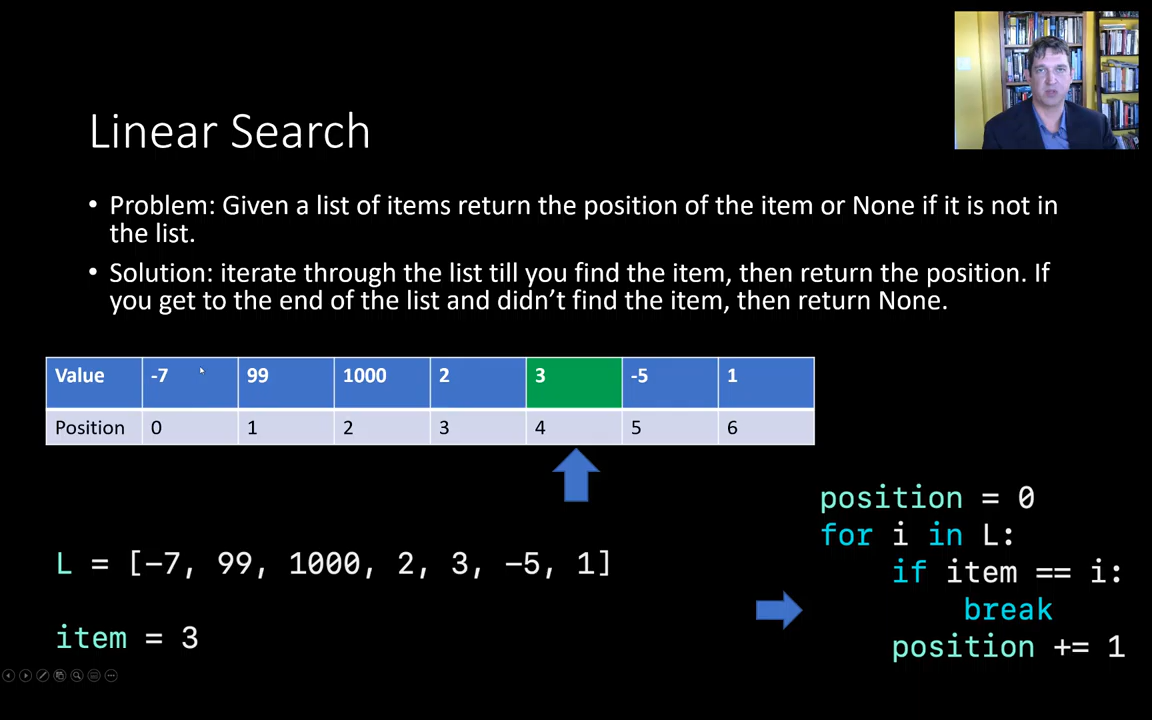 Linear Search
• Problem: Given a list of items return the position of the item or None if it is not in
the list.
• Solution: iterate through the list till you find the item, then return the position. If
you get to the end of the list and didn’t find the item, then return None.
Value -7 99 1000 2 3 -5 1
Position 0 1 2 3 4 5 6
L = [-7, 99, 1000, 2, 3, -5, 1]
item = 3
position = 0
for i in L:
if item == i:
break
position += 1